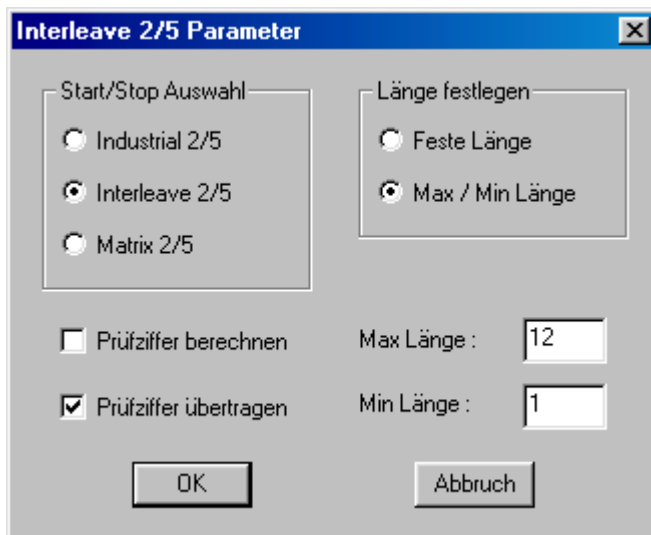 Interleave 2/5 Parameter
Start/Stop Auswahl
Industrial 2/5
Interleave 2/5
Matrix 2/5
Länge festlegen
Feste Länge
Max / Min Länge
Prüfziffer berechnen
Prüfziffer übertragen
Max Länge : 12
Min Länge : 1
OK
Abbruch